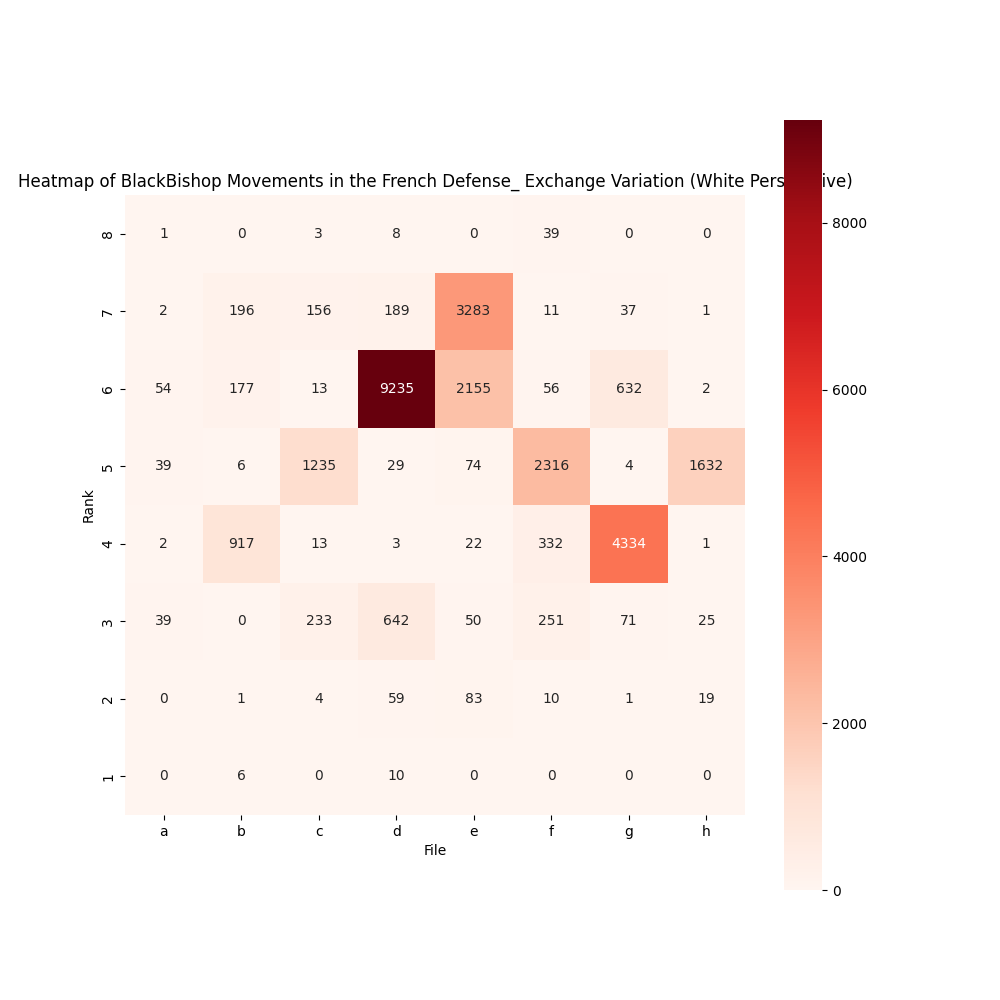 Heatmap of BlackBishop Movements in the French Defense_ Exchange Variation (White Perspective)
8 1 0 3 8 0 39 0 0
7 2 196 156 189 3283 11 37 1
6 54 177 13 9235 2155 56 632 2
5 39 6 1235 29 74 2316 4 1632
4 2 917 13 3 22 332 4334 1
3 39 0 233 642 50 251 71 25
2 0 1 4 59 83 10 1 19
1 0 6 0 10 0 0 0 0
a b c d e f g h
File
Rank
8000
6000
4000
2000
0